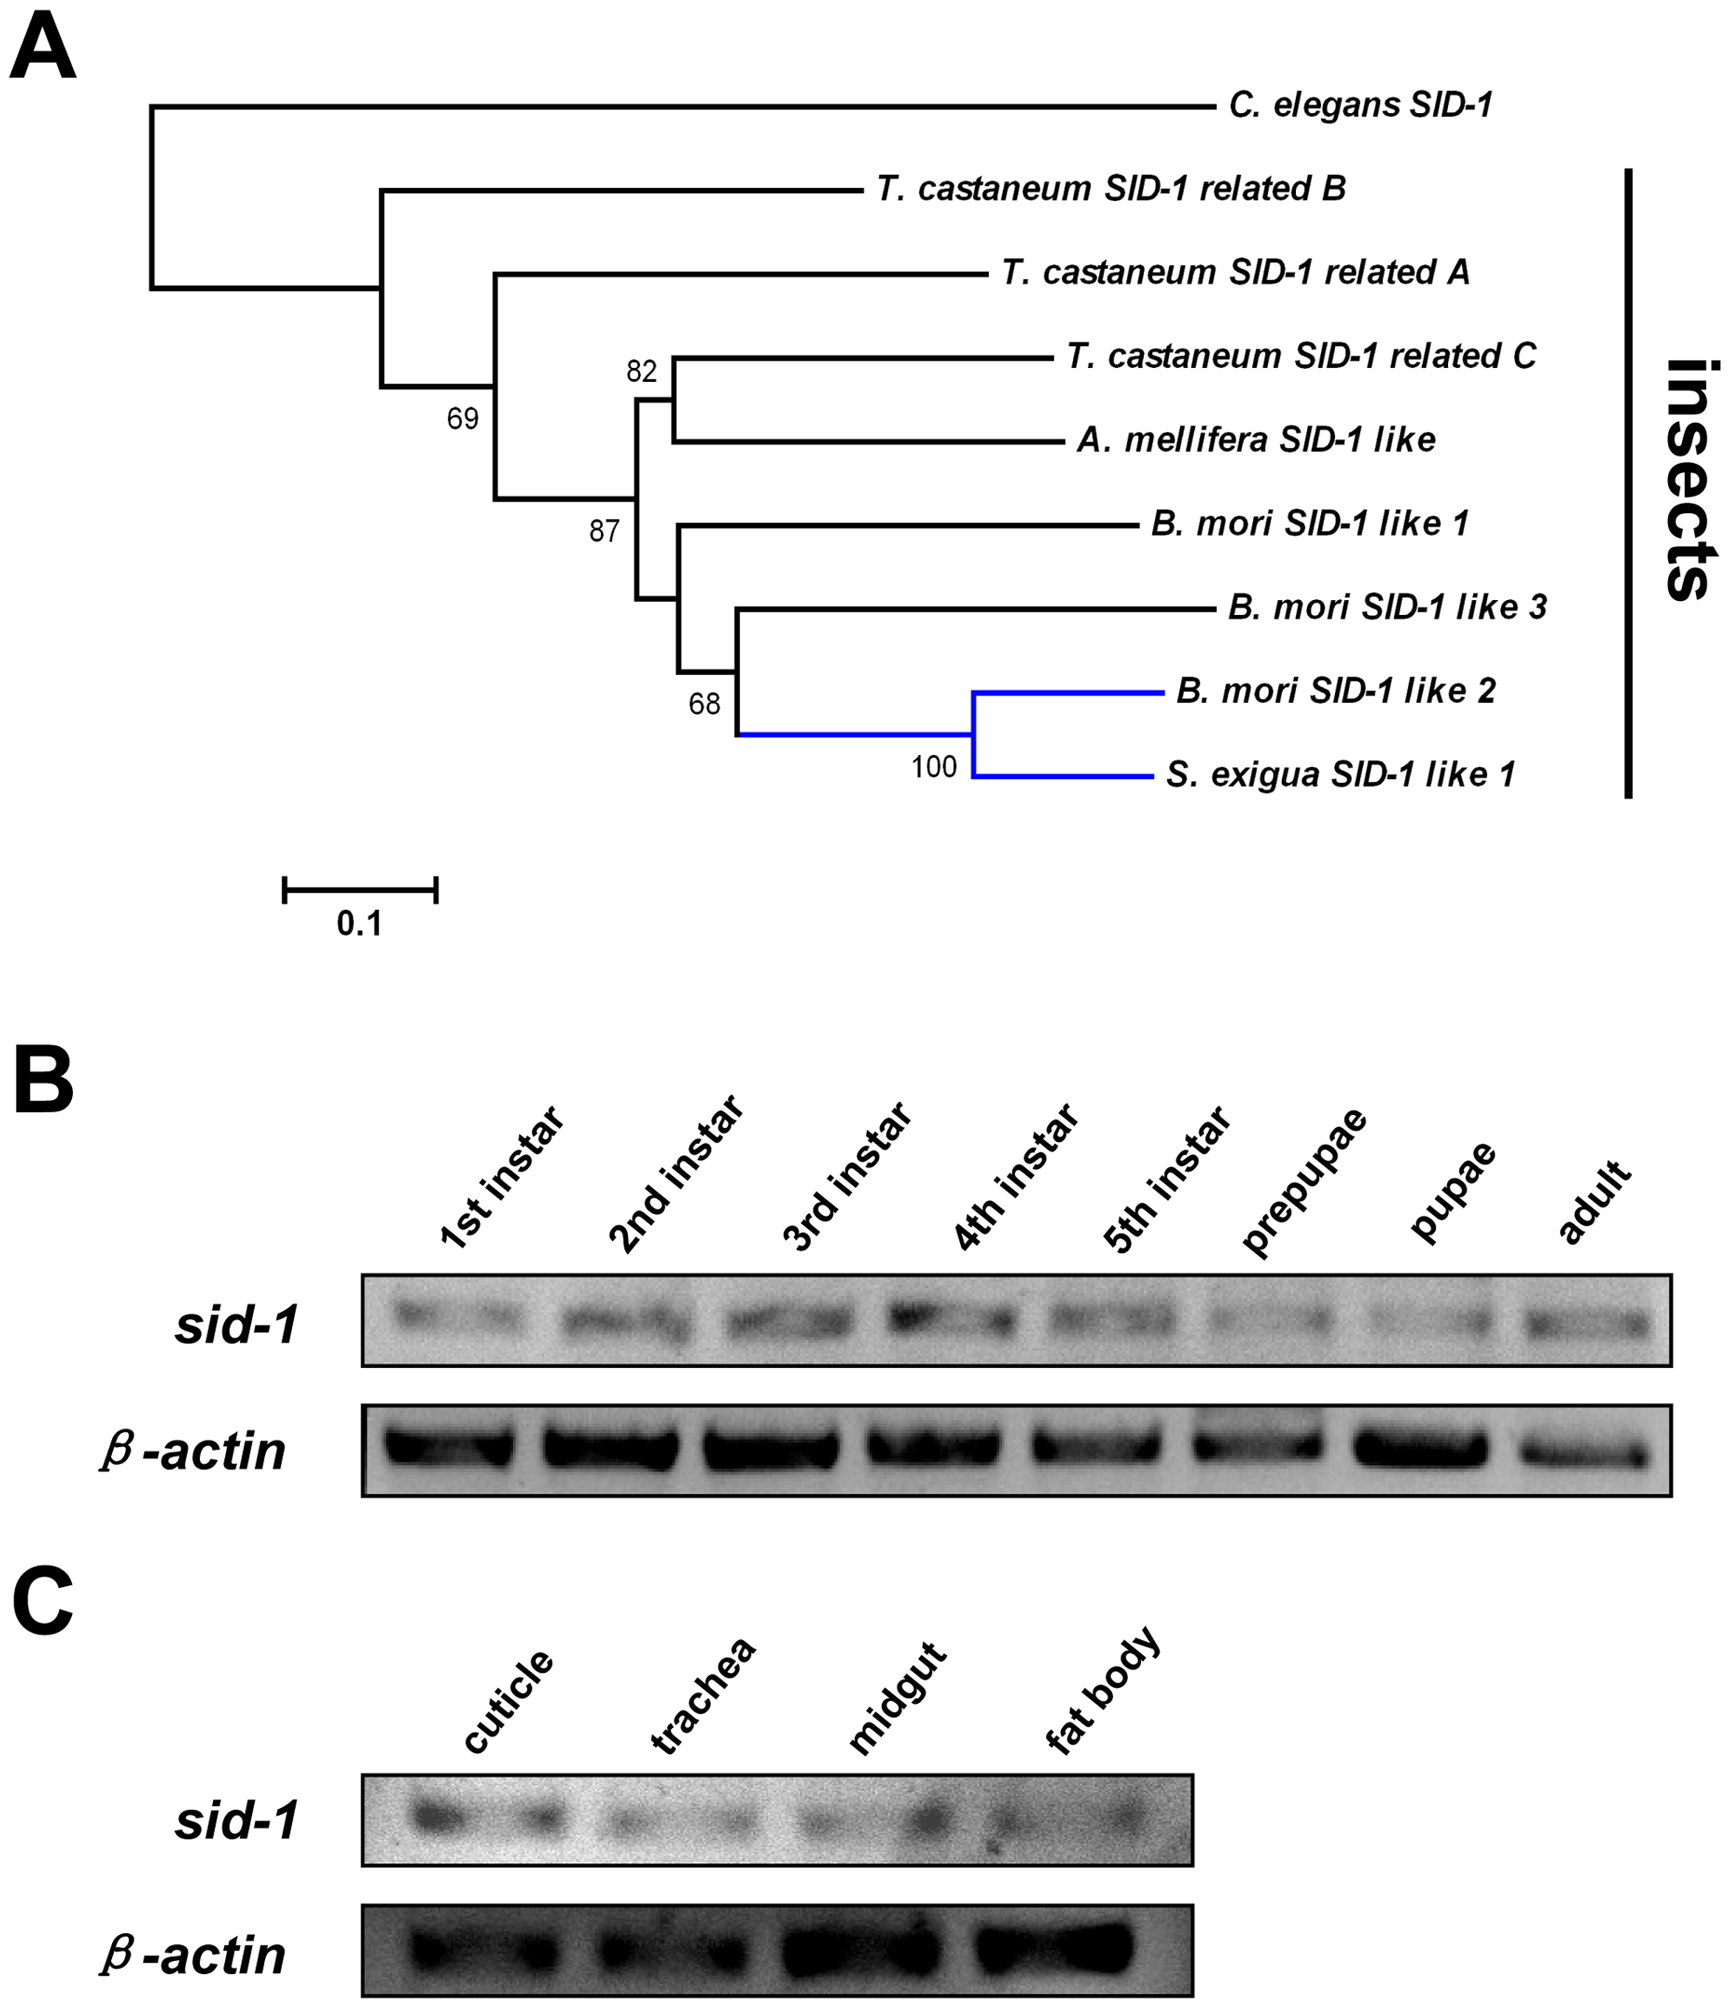 A
C. elegans SID-1
T. castaneum SID-1 related B
T. castaneum SID-1 related A
T. castaneum SID-1 related C
82
A. mellifera SID-1 like
69
B. mori SID-1 like 1
87
B. mori SID-1 like 3
B. mori SID-1 like 2
68
S. exigua SID-1 like 1
100
insects
0.1
B
1st instar
2nd instar
3rd instar
4th instar
5th instar
prepupae
pupae
adult
sid-1
β-actin
C
cuticle
trachea
midgut
fat body
sid-1
β-actin